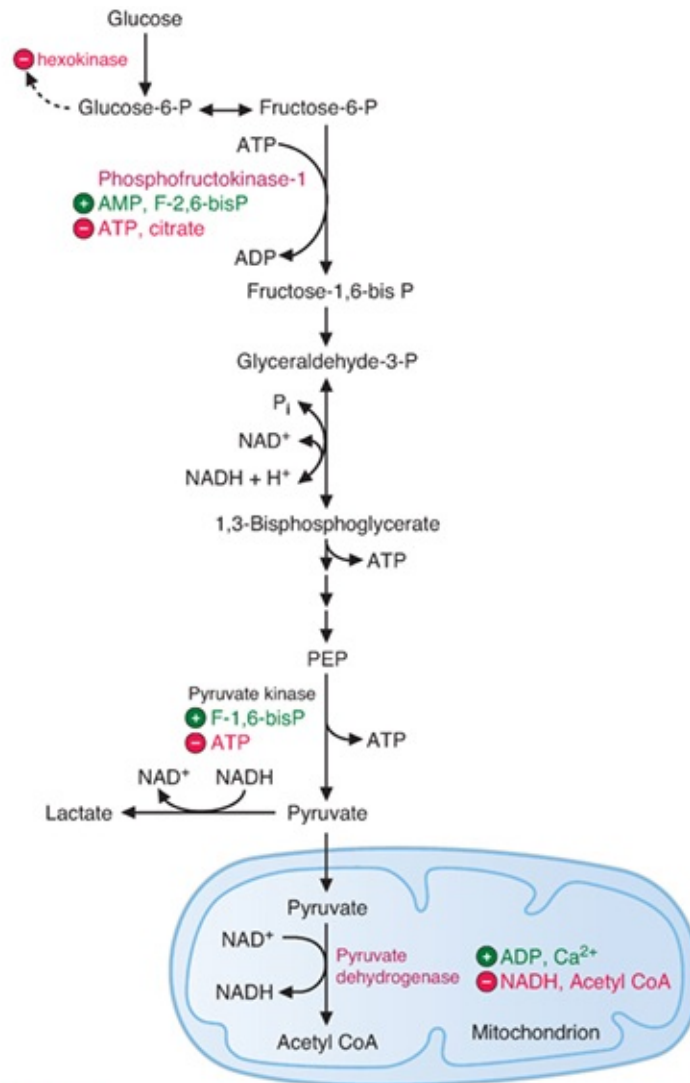 Glucose
− hexokinase
Glucose-6-P Fructose-6-P
ATP
Phosphofructokinase-1
+ AMP, F-2,6-bisP
− ATP, citrate
ADP
Fructose-1,6-bis P
Glyceraldehyde-3-P
Pi
NAD⁺
NADH + H⁺
1,3-Bisphosphoglycerate
ATP
PEP
Pyruvate kinase
+ F-1,6-bisP
− ATP
ATP
NAD⁺ NADH
Lactate Pyruvate
Pyruvate
NAD⁺
Pyruvate
dehydrogenase
NADH
+ ADP, Ca²⁺
− NADH, Acetyl CoA
Acetyl CoA
Mitochondrion